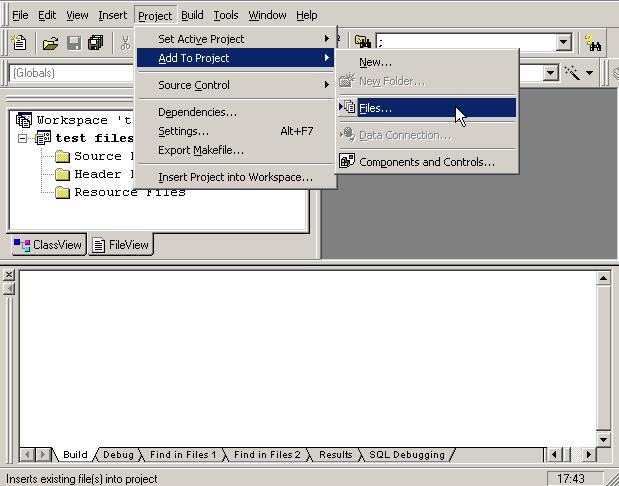 File Edit View Insert Project Build Tools Window Help
Set Active Project
;
Add To Project
New...
(Globals)
New Folder...
Source Control
Files...
Workspace 't
Dependencies...
test files
Settings... Alt+F7
Data Connection...
Source
Export Makefile...
Components and Controls...
Header
Insert Project into Workspace...
Resource Files
ClassView FileView
Build Debug Find in Files 1 Find in Files 2 Results SQL Debugging
Inserts existing file(s) into project 17:43